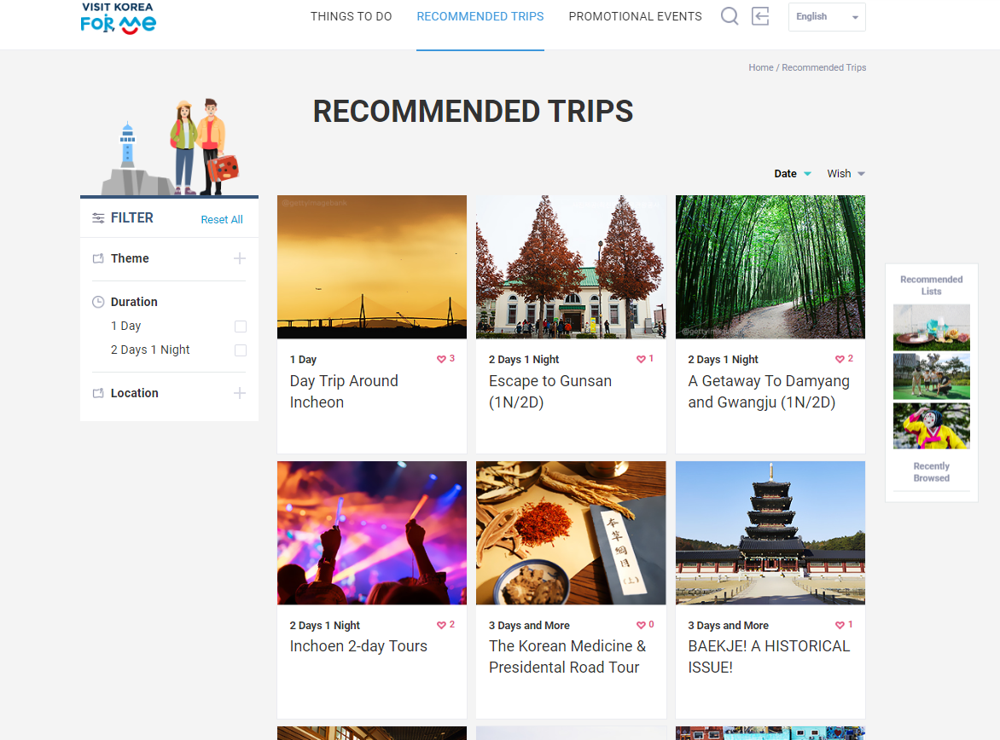 VISIT KOREA
FOR me
THINGS TO DO
RECOMMENDED TRIPS
PROMOTIONAL EVENTS
English
Home / Recommended Trips
RECOMMENDED TRIPS
Date
Wish
FILTER
Reset All
Theme
Duration
1 Day
2 Days 1 Night
Location
@gettyimagesbank
1 Day
3
Day Trip Around
Incheon
2 Days 1 Night
1
Escape to Gunsan
(1N/2D)
@gettyimagesbank
2 Days 1 Night
2
A Getaway To Damyang
and Gwangju (1N/2D)
2 Days 1 Night
2
Inchoen 2-day Tours
本草綱目
(上)
3 Days and More
0
The Korean Medicine &
Presidental Road Tour
3 Days and More
1
BAEKJE! A HISTORICAL
ISSUE!
Recommended
Lists
Recently
Browsed